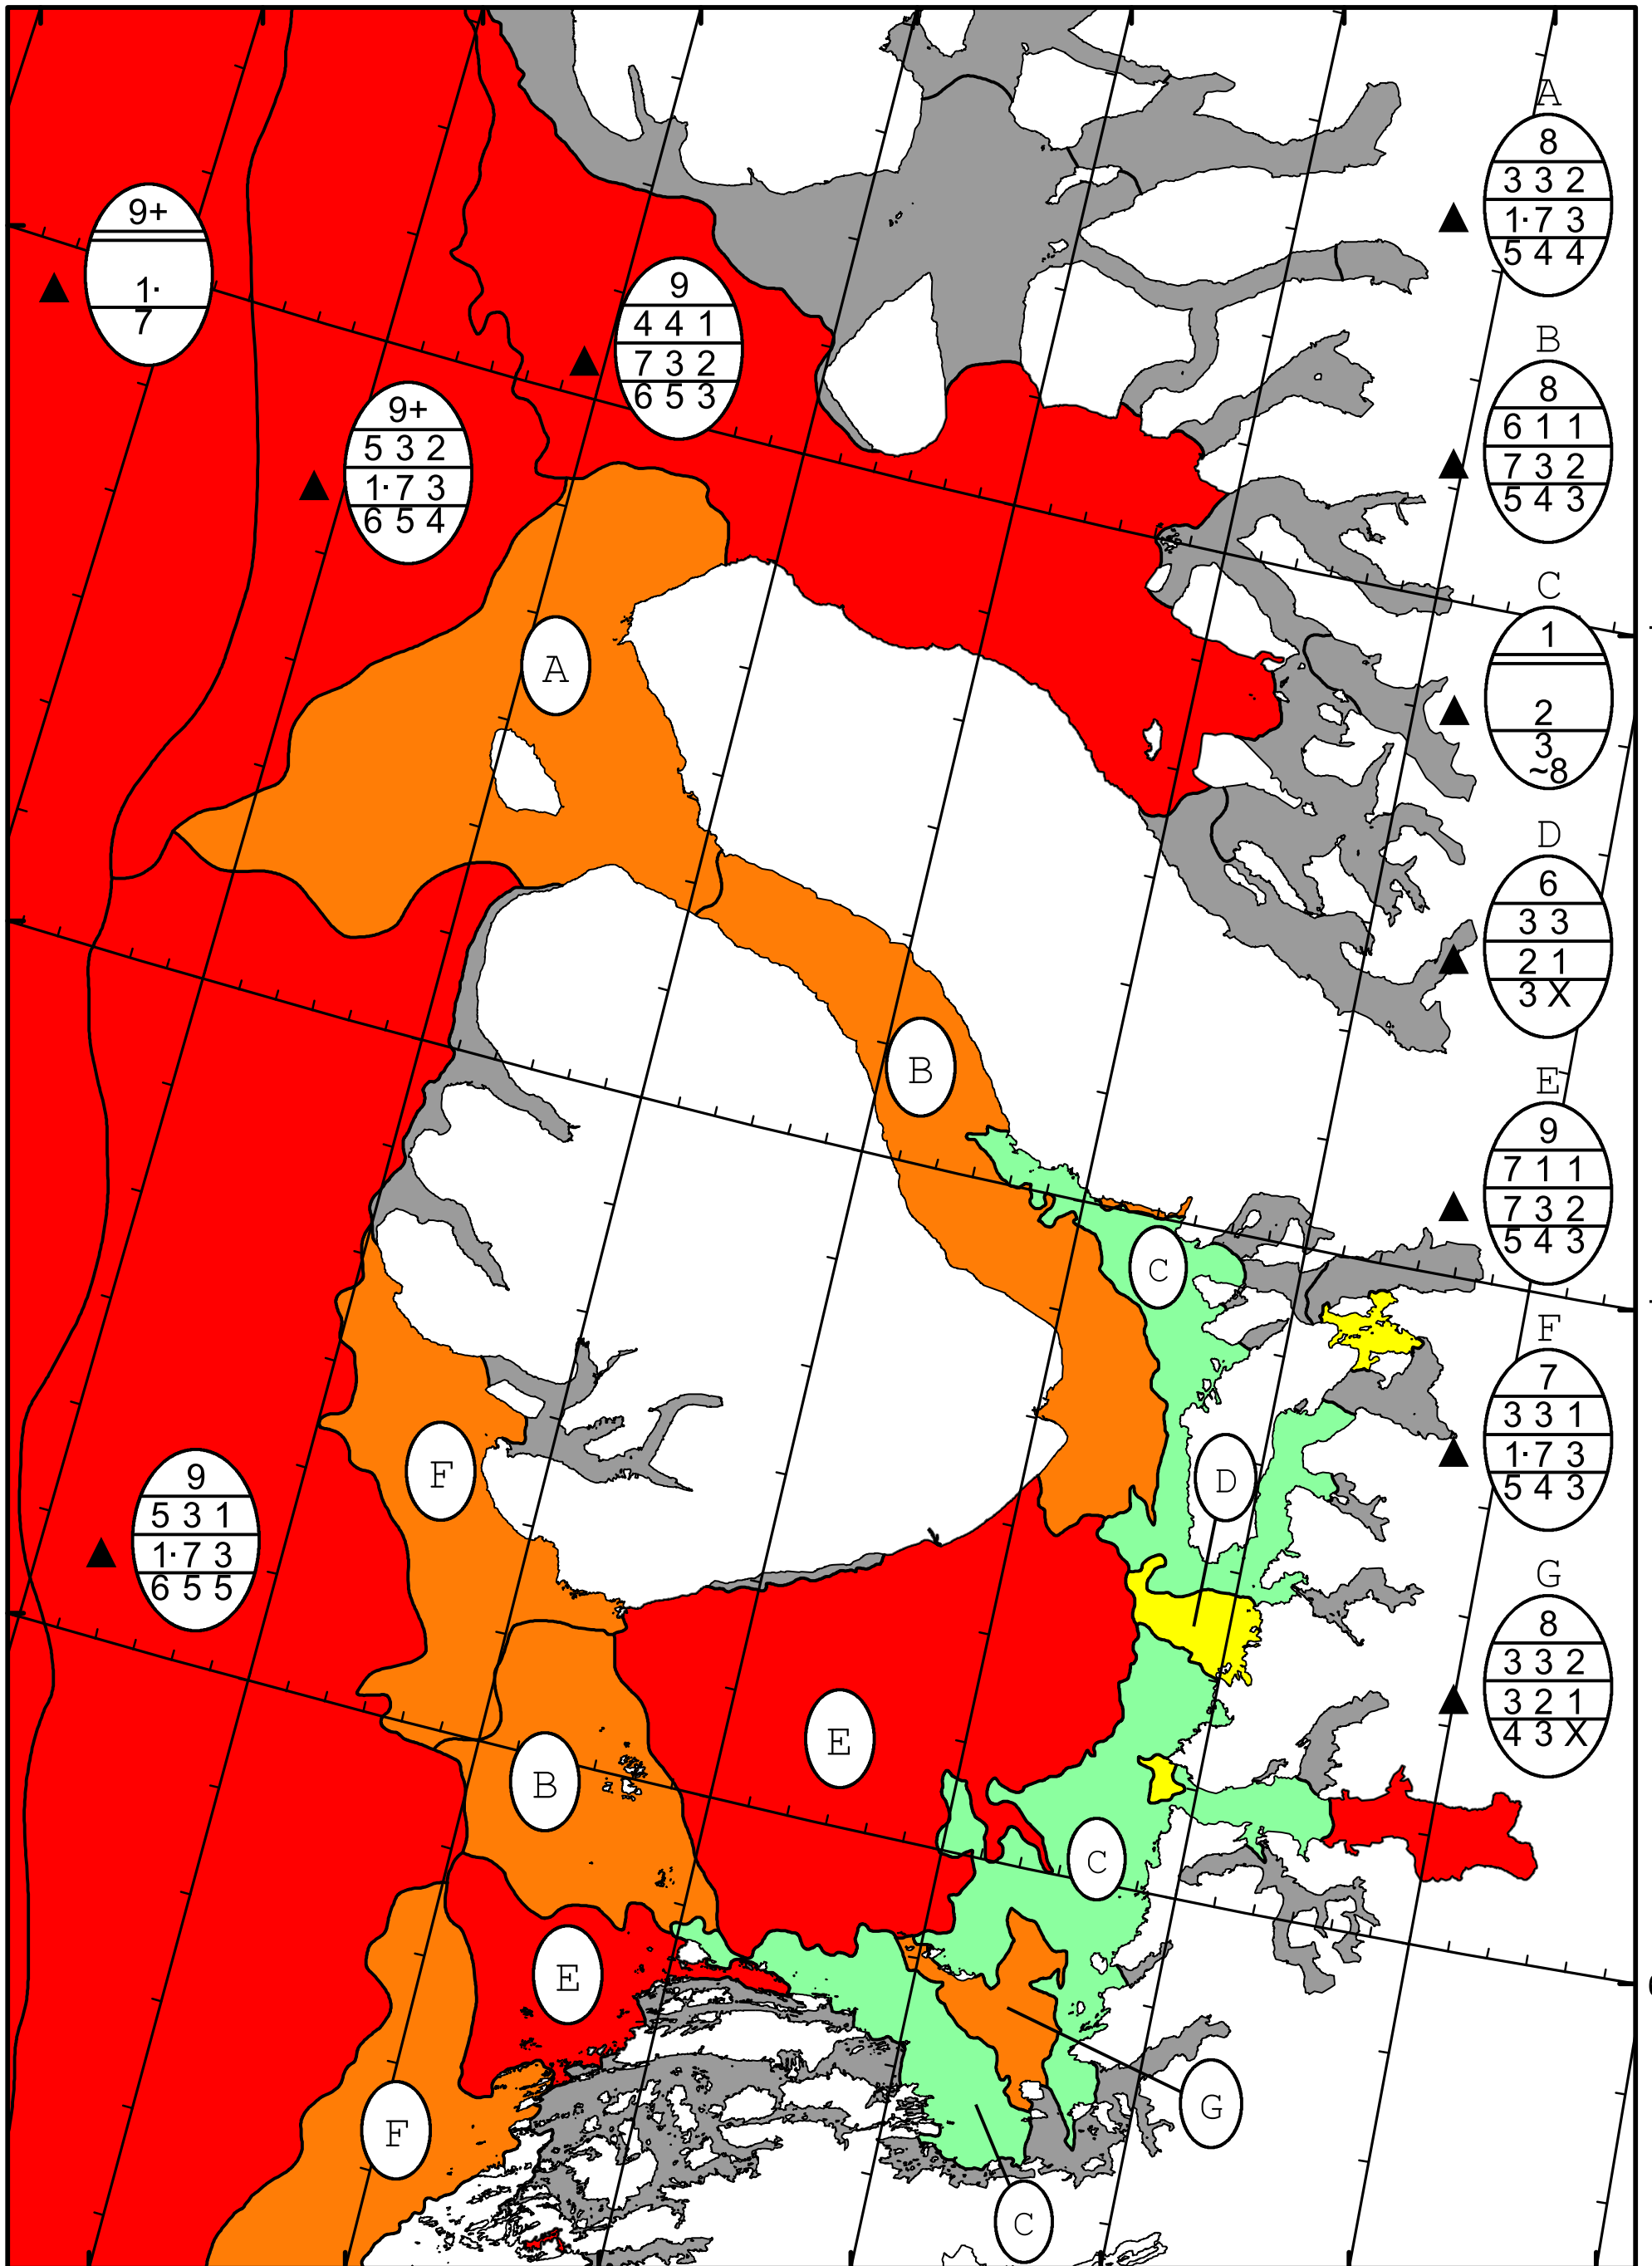 A
8
3 3 2
1· 7 3
5 4 4
9+
1·
7
9
4 4 1
7 3 2
6 5 3
B
8
6 1 1
7 3 2
5 4 3
9+
5 3 2
1· 7 3
6 5 4
C
1
2
3
~8
A
D
6
3 3
2 1
3 X
B
E
9
7 1 1
7 3 2
5 4 3
C
F
7
3 3 1
1· 7 3
5 4 3
F
D
9
5 3 1
1· 7 3
6 5 5
G
8
3 3 2
3 2 1
4 3 X
E
B
C
E
F
G
C